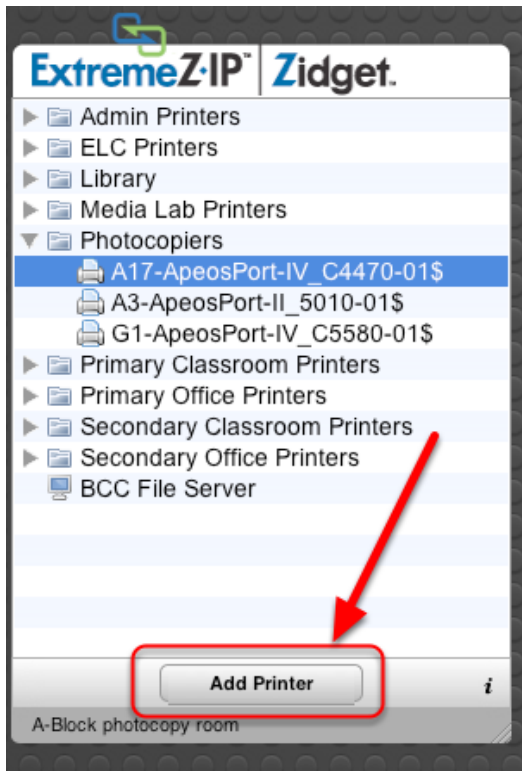 ExtremeZ·IP™ Zidget™
Admin Printers
ELC Printers
Library
Media Lab Printers
Photocopiers
A17-ApeosPort-IV_C4470-01$
A3-ApeosPort-II_5010-01$
G1-ApeosPort-IV_C5580-01$
Primary Classroom Printers
Primary Office Printers
Secondary Classroom Printers
Secondary Office Printers
BCC File Server
Add Printer i
A-Block photocopy room